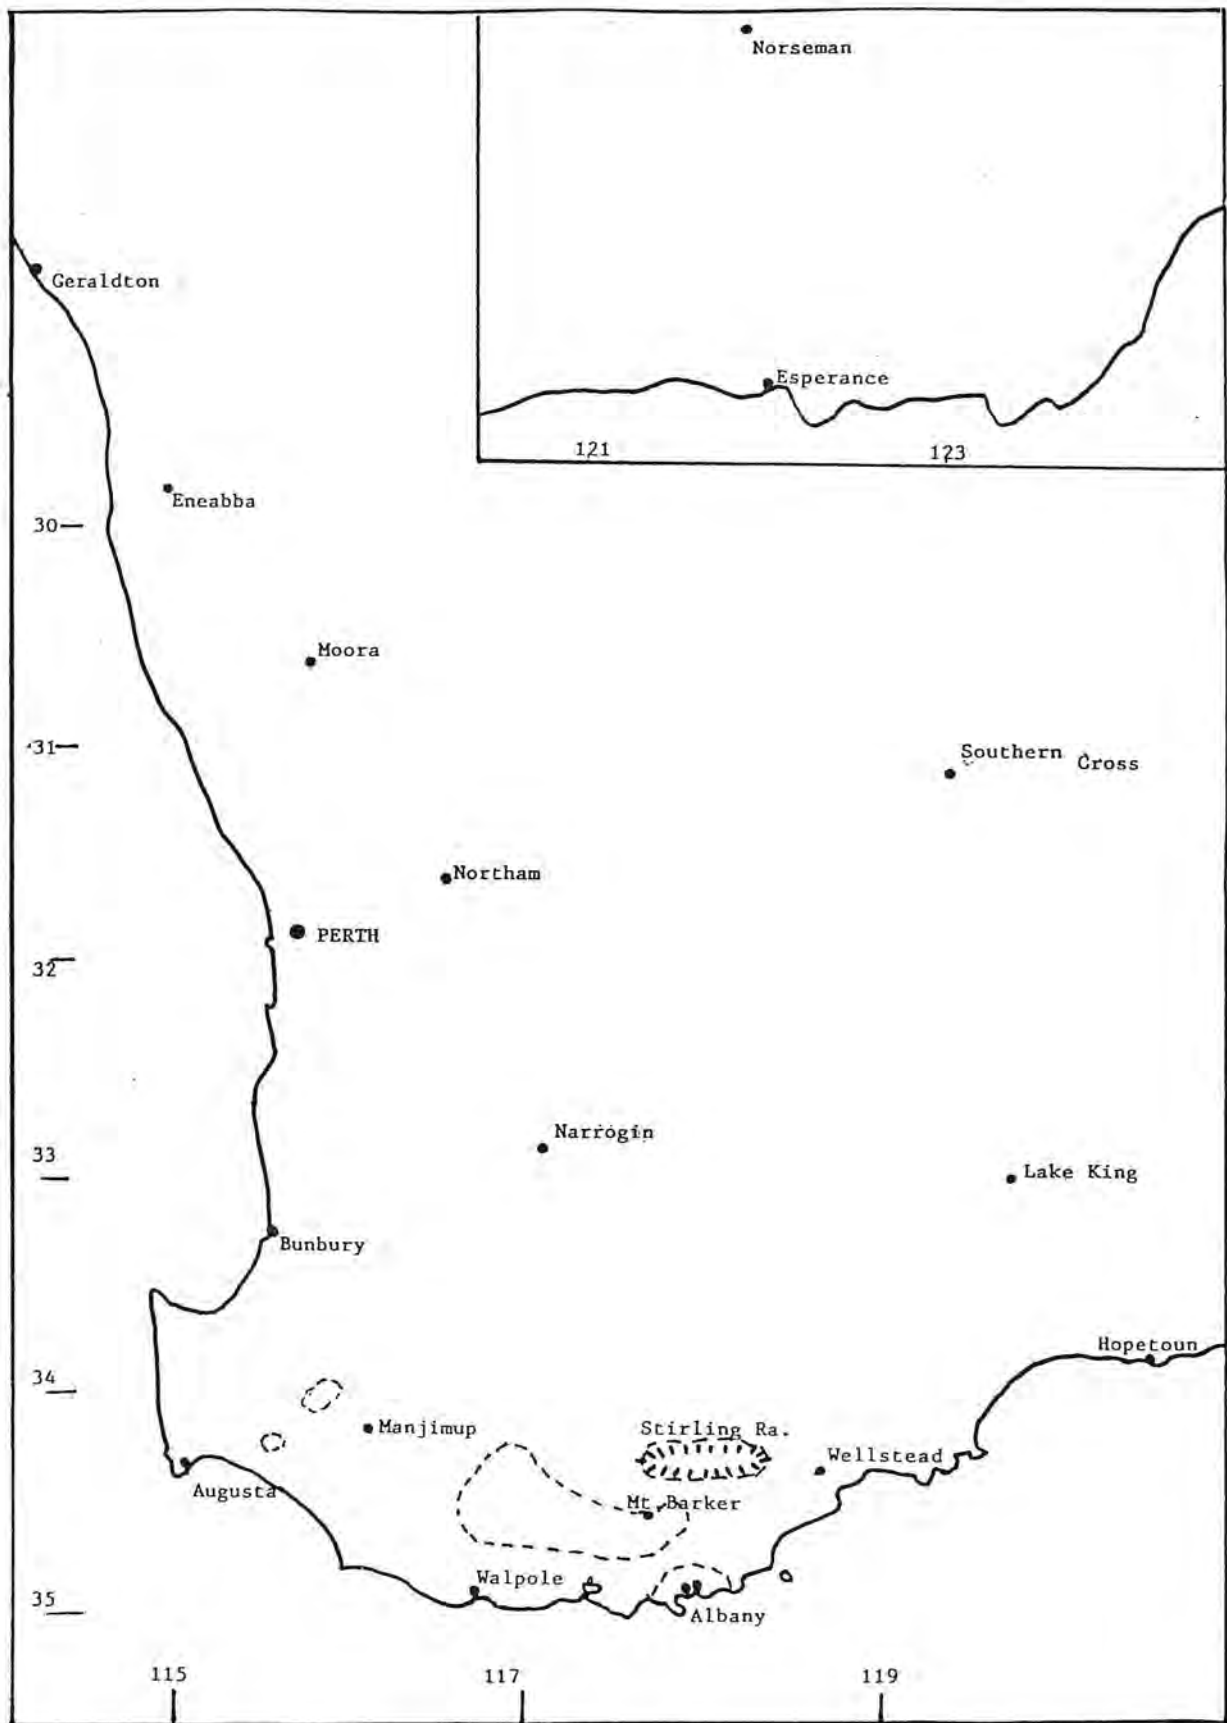 Norseman
Geraldton
Esperance
121
123
Eneabba
30
Moora
31
Southern Cross
Northam
PERTH
32
Narrogin
33
Lake King
Bunbury
Hopetoun
34
Manjimup
Stirling Ra.
Wellstead
Augusta
Mt. Barker
Walpole
35
Albany
115
117
119